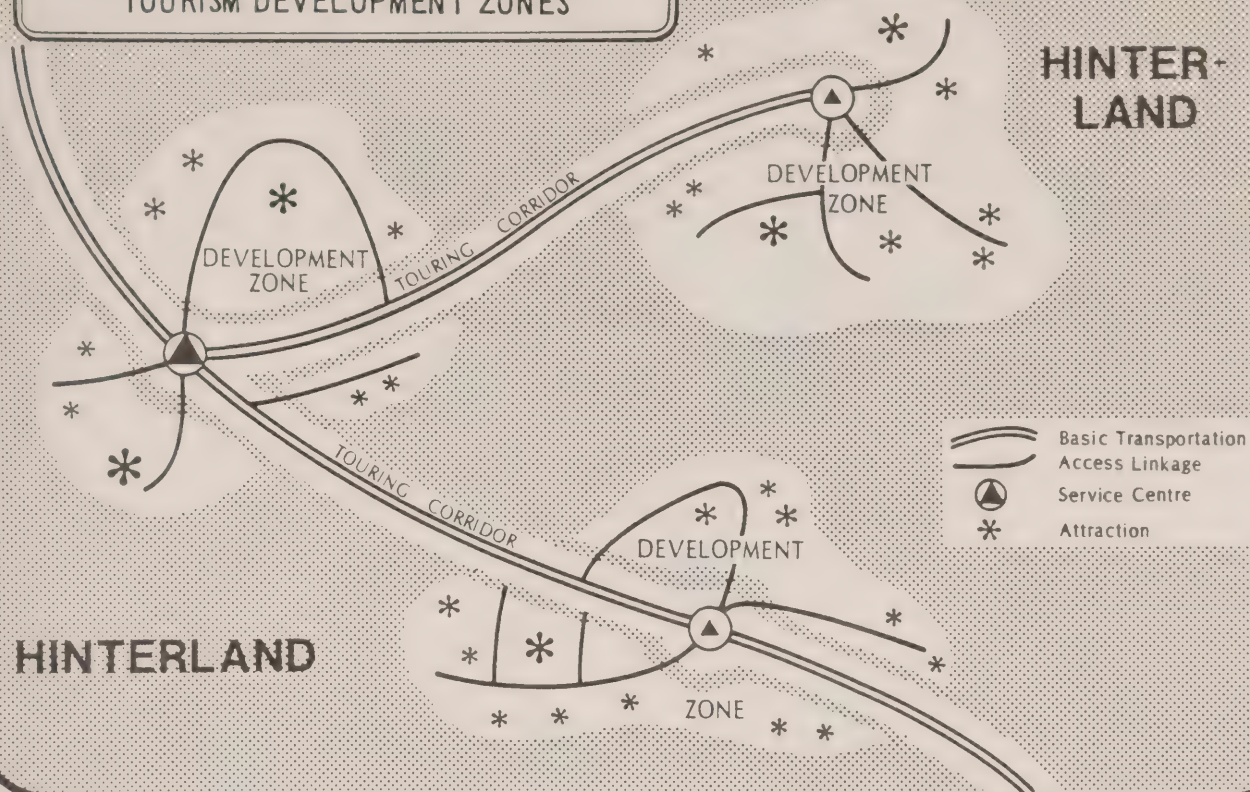 TOURISM DEVELOPMENT ZONES
HINTER-
LAND
DEVELOPMENT
ZONE
TOURING CORRIDOR
DEVELOPMENT
ZONE
TOURING CORRIDOR
Basic Transportation
Access Linkage
Service Centre
Attraction
DEVELOPMENT
ZONE
HINTERLAND